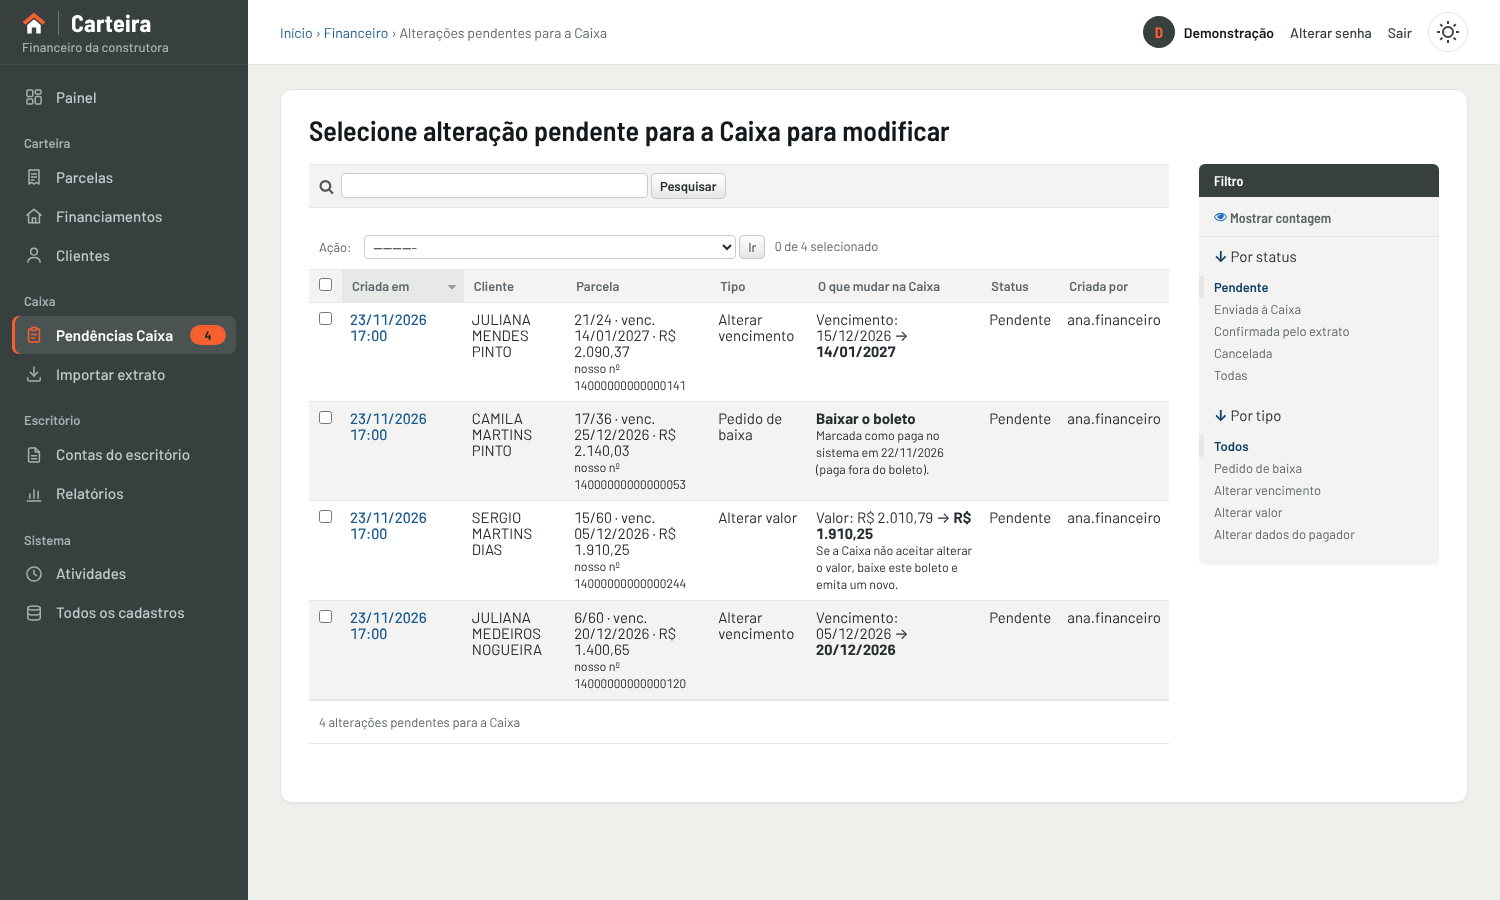 Carteira
Financeiro da construtora
Painel
Carteira
Parcelas
Financiamentos
Clientes
Caixa
Pendências Caixa 4
Importar extrato
Escritório
Contas do escritório
Relatórios
Sistema
Atividades
Todos os cadastros
Início › Financeiro › Alterações pendentes para a Caixa
D Demonstração Alterar senha Sair
Selecione alteração pendente para a Caixa para modificar
Pesquisar
Ação: --------- Ir 0 de 4 selecionado
Criada em Cliente Parcela Tipo O que mudar na Caixa Status Criada por
23/11/2026
17:00
JULIANA
MENDES
PINTO
21/24 · venc.
14/01/2027 · R$
2.090,37
nosso nº
14000000000000141
Alterar
vencimento
Vencimento:
15/12/2026 →
14/01/2027
Pendente
ana.financeiro
23/11/2026
17:00
CAMILA
MARTINS
PINTO
17/36 · venc.
25/12/2026 · R$
2.140,03
nosso nº
14000000000000053
Pedido de
baixa
Baixar o boleto
Marcada como paga no
sistema em 22/11/2026
(paga fora do boleto).
Pendente
ana.financeiro
23/11/2026
17:00
SERGIO
MARTINS
DIAS
15/60 · venc.
05/12/2026 · R$
1.910,25
nosso nº
14000000000000244
Alterar valor
Valor: R$ 2.010,79 → R$
1.910,25
Se a Caixa não aceitar alterar
o valor, baixe este boleto e
emita um novo.
Pendente
ana.financeiro
23/11/2026
17:00
JULIANA
MEDEIROS
NOGUEIRA
6/60 · venc.
20/12/2026 · R$
1.400,65
nosso nº
14000000000000120
Alterar
vencimento
Vencimento:
05/12/2026 →
20/12/2026
Pendente
ana.financeiro
4 alterações pendentes para a Caixa
Filtro
Mostrar contagem
↓ Por status
Pendente
Enviada à Caixa
Confirmada pelo extrato
Cancelada
Todas
↓ Por tipo
Todos
Pedido de baixa
Alterar vencimento
Alterar valor
Alterar dados do pagador